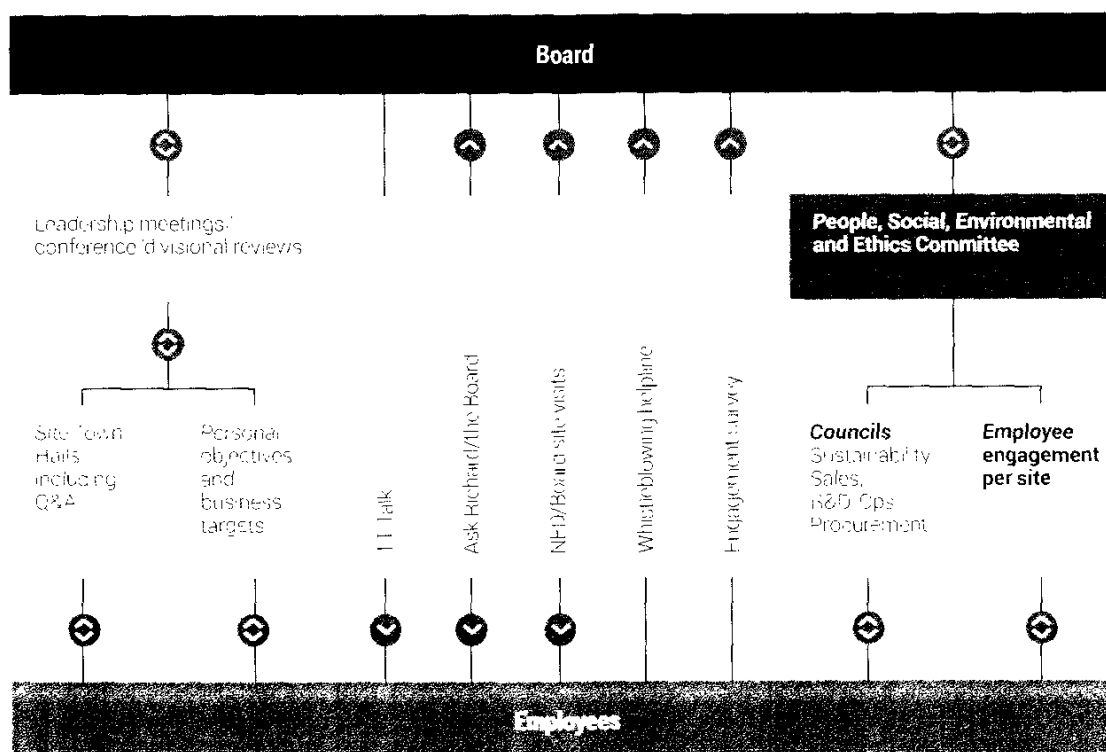 Board
Leadership meetings/
conference/divisional reviews
People, Social, Environmental
and Ethics Committee
Site Town
Halls
including
Q&A
Personal
objectives
and
business
targets
TT Talk
Ask Richard/the Board
NED/Board site visits
Whistleblowing helpline
Engagement survey
Councils
Sustainability
Sales,
R&D Ops
Procurement
Employee
engagement
per site
Employees